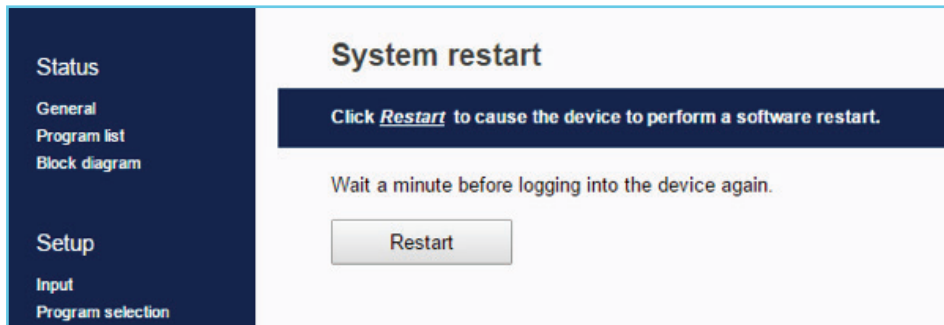 Status
General
Program list
Block diagram
Setup
Input
Program selection
System restart
Click Restart to cause the device to perform a software restart.
Wait a minute before logging into the device again.
Restart